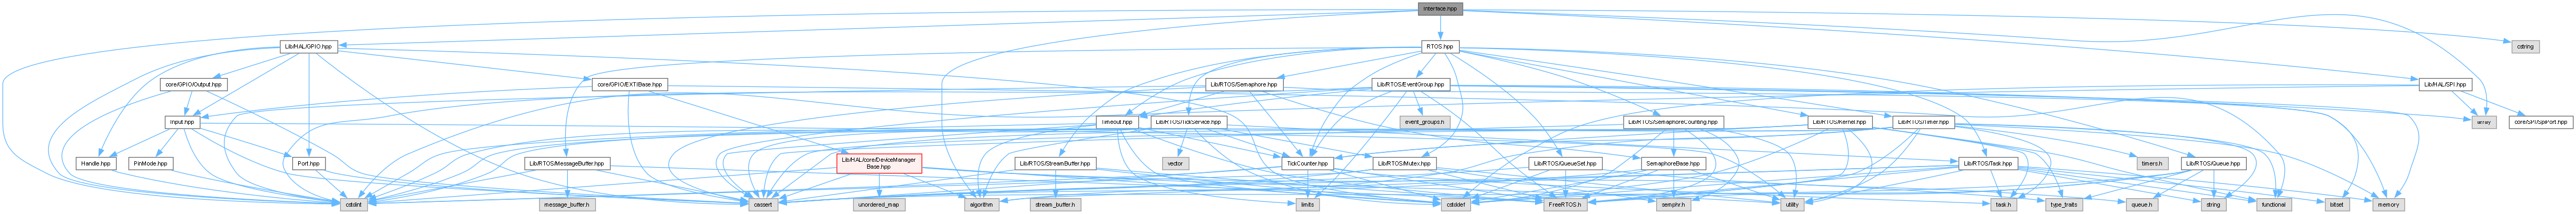 Interface.hpp
Lib/HAL/GPIO.hpp
RTOS.hpp
cstring
core/GPIO/Output.hpp
core/GPIO/EXTIBase.hpp
Lib/RTOS/Semaphore.hpp
Lib/RTOS/EventGroup.hpp
Lib/HAL/SPI.hpp
Input.hpp
Timeout.hpp
Lib/RTOS/TickService.hpp
event_groups.h
Lib/RTOS/SemaphoreCounting.hpp
Lib/RTOS/Kernel.hpp
Lib/RTOS/Timer.hpp
array
core/SPI/SpiPort.hpp
Handle.hpp
PinMode.hpp
Port.hpp
Lib/RTOS/MessageBuffer.hpp
Lib/HAL/core/DeviceManager
Base.hpp
Lib/RTOS/StreamBuffer.hpp
vector
TickCounter.hpp
Lib/RTOS/Mutex.hpp
Lib/RTOS/QueueSet.hpp
SemaphoreBase.hpp
Lib/RTOS/Task.hpp
timers.h
Lib/RTOS/Queue.hpp
cstdint
message_buffer.h
cassert
unordered_map
algorithm
stream_buffer.h
limits
cstddef
FreeRTOS.h
semphr.h
utility
task.h
type_traits
queue.h
string
functional
bitset
memory